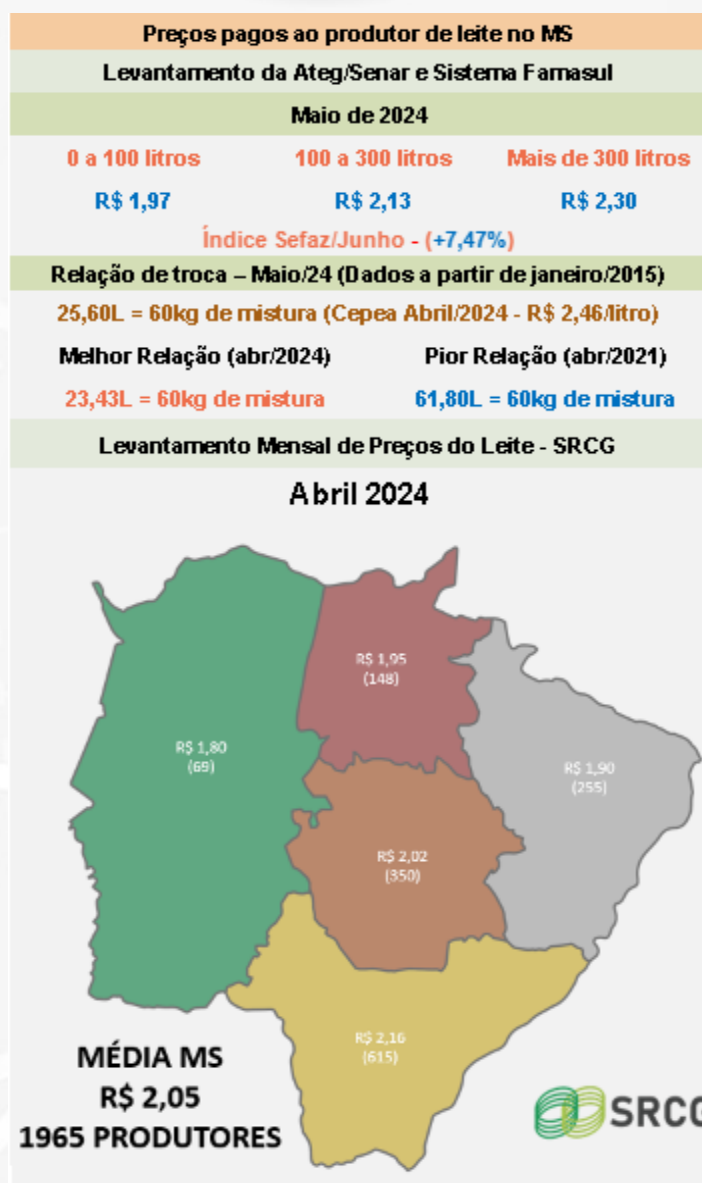 Preços pagos ao produtor de leite no MS
Levantamento da Ateg/Senar e Sistema Famasul
Maio de 2024
0 a 100 litros 100 a 300 litros Mais de 300 litros
R$ 1,97 R$ 2,13 R$ 2,30
Índice Sefaz/Junho - (+7,47%)
Relação de troca – Maio/24 (Dados a partir de janeiro/2015)
25,60L = 60kg de mistura (Cepea Abril/2024 - R$ 2,46/litro)
Melhor Relação (abr/2024) Pior Relação (abr/2021)
23,43L = 60kg de mistura 61,80L = 60kg de mistura
Levantamento Mensal de Preços do Leite - SRCG
Abril 2024
R$ 1,95
(148)
R$ 1,80
(69)
R$ 1,90
(255)
R$ 2,02
(350)
R$ 2,16
(615)
MÉDIA MS
R$ 2,05
1965 PRODUTORES
SRCG